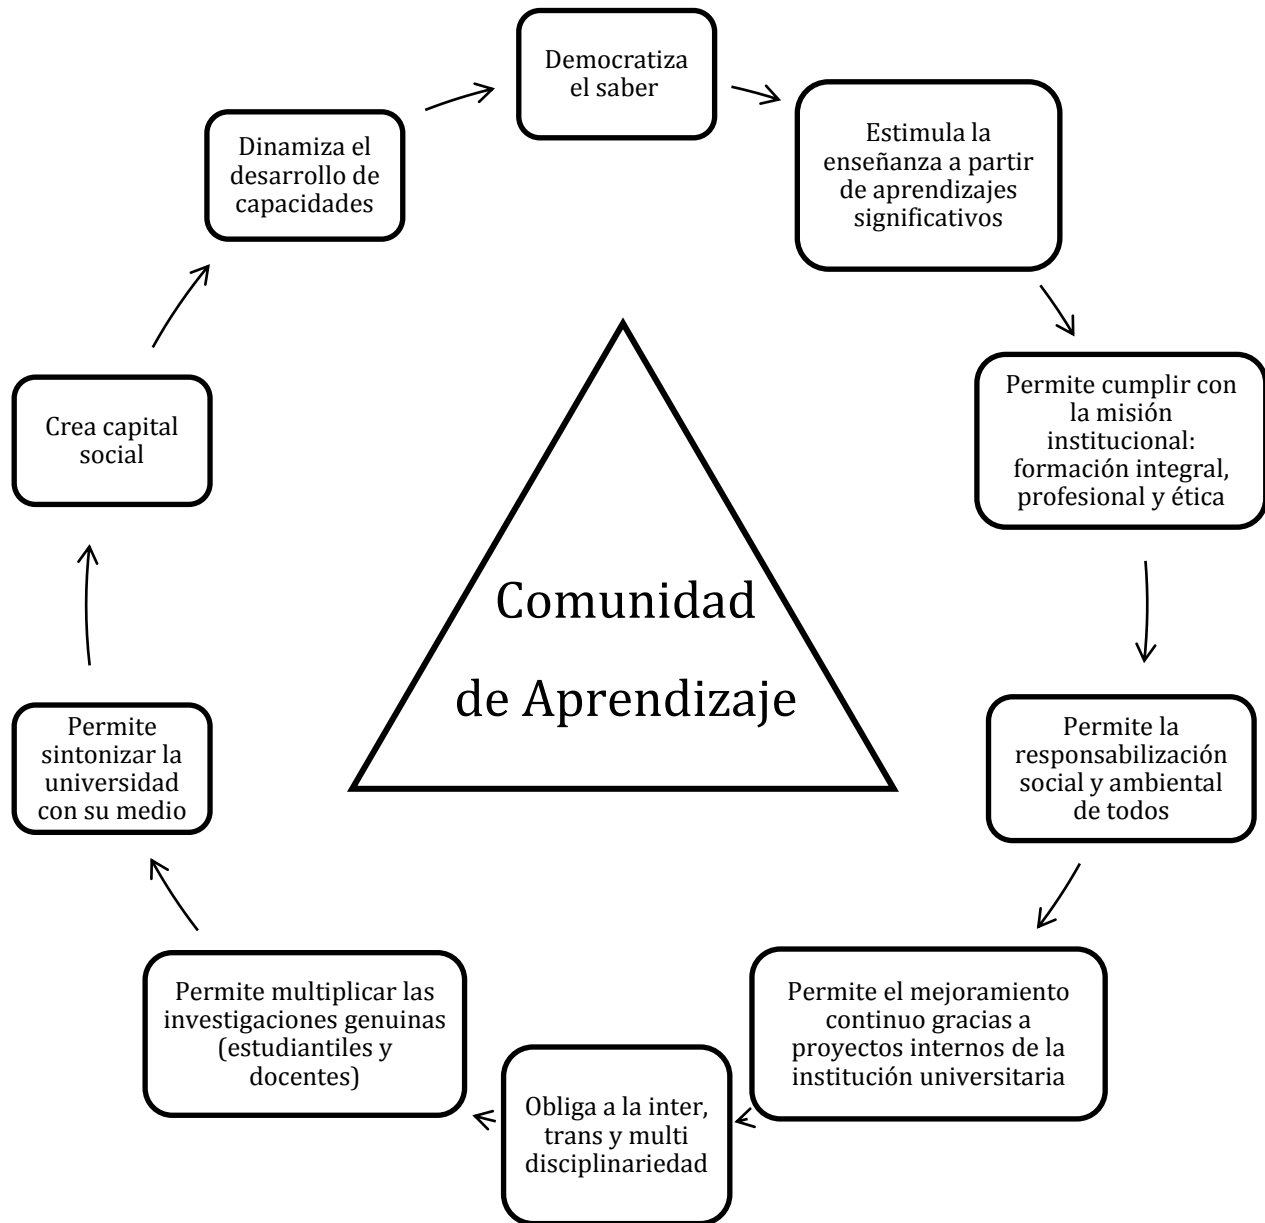 Democratiza
el saber
Estimula la
enseñanza a partir
de aprendizajes
significativos
Permite cumplir con
la misión
institucional:
formación integral,
profesional y ética
Permite la
responsabilización
social y ambiental
de todos
Permite el mejoramiento
continuo gracias a
proyectos internos de la
institución universitaria
Obliga a la inter,
trans y multi
disciplinariedad
Permite multiplicar las
investigaciones genuinas
(estudiantiles y
docentes)
Permite
sintonizar la
universidad
con su medio
Crea capital
social
Dinamiza el
desarrollo de
capacidades
Comunidad
de Aprendizaje